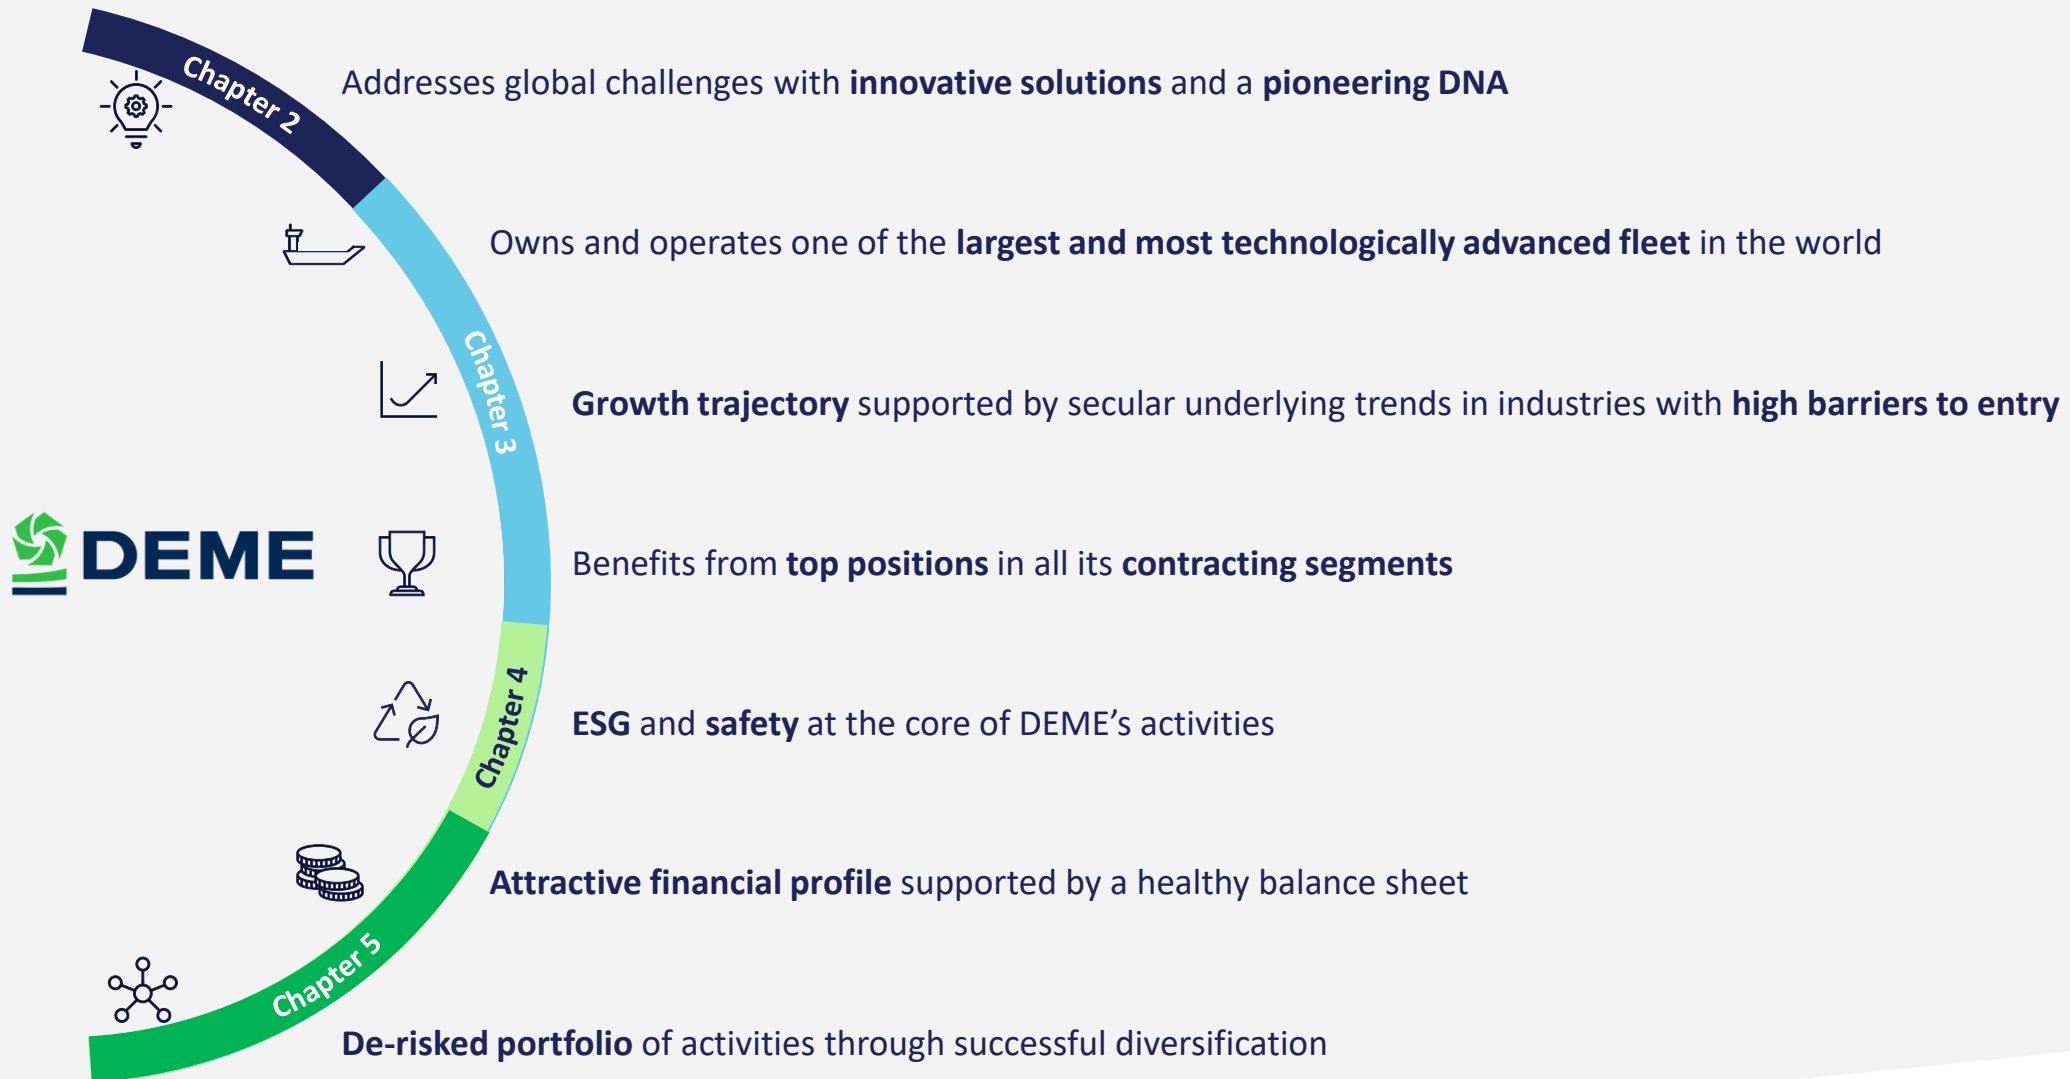 Chapter 2
Addresses global challenges with innovative solutions and a pioneering DNA
Owns and operates one of the largest and most technologically advanced fleet in the world
Chapter 3
Growth trajectory supported by secular underlying trends in industries with high barriers to entry
DEME
Benefits from top positions in all its contracting segments
Chapter 4
ESG and safety at the core of DEME’s activities
Attractive financial profile supported by a healthy balance sheet
Chapter 5
De-risked portfolio of activities through successful diversification